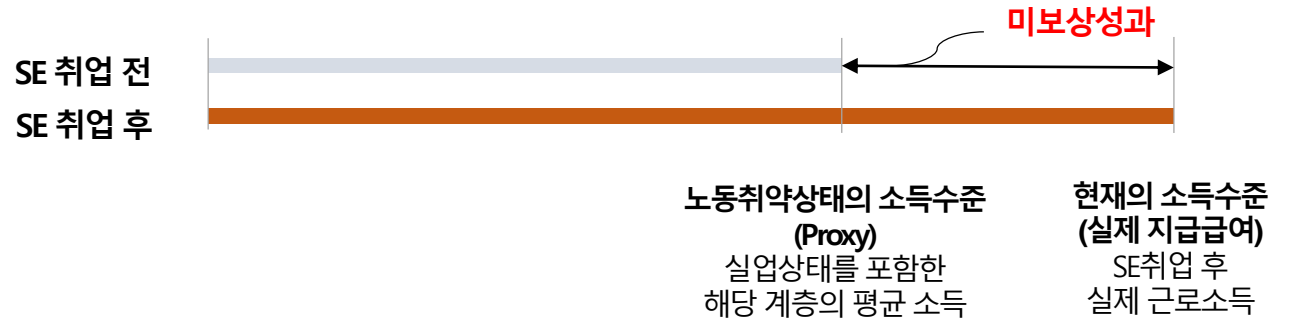 미보상성과
SE 취업 전
SE 취업 후
노동취약상태의 소득수준
(Proxy)
실업상태를 포함한
해당 계층의 평균 소득
현재의 소득수준
(실제 지급급여)
SE취업 후
실제 근로소득